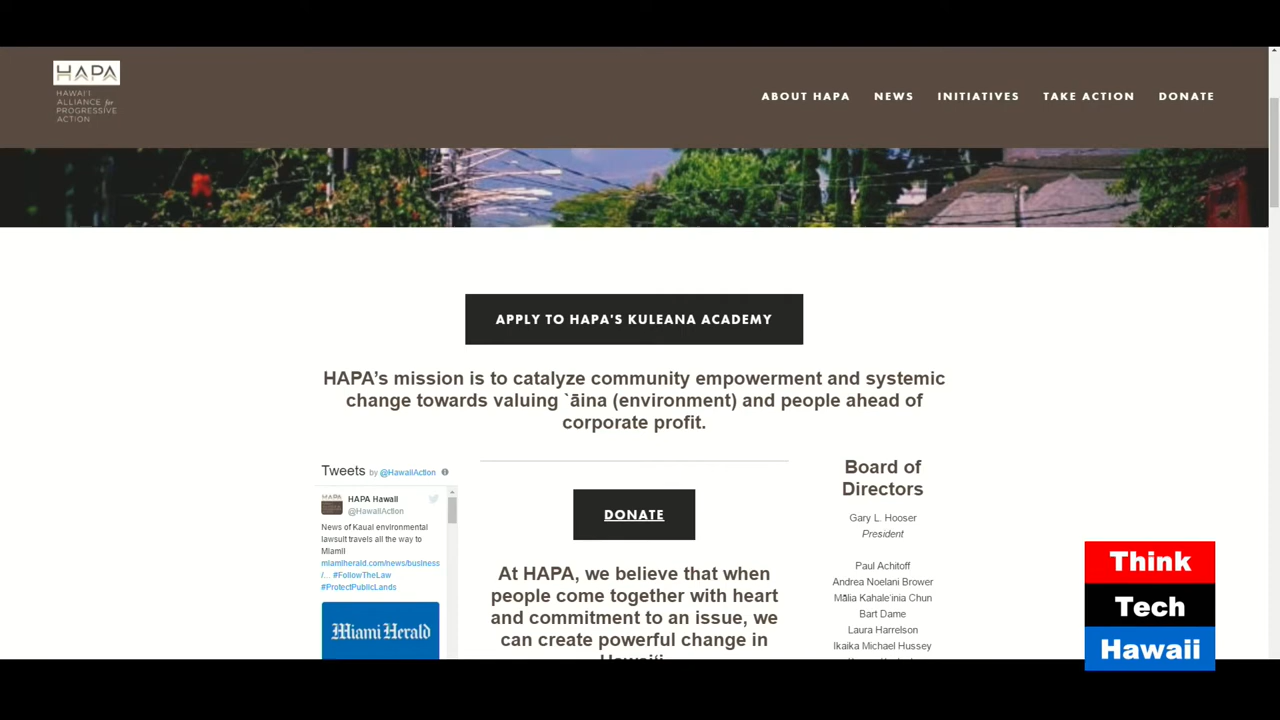 HAPA
HAWAI'I
ALLIANCE for
PROGRESSIVE
ACTION
ABOUT HAPA
NEWS
INITIATIVES
TAKE ACTION
DONATE
APPLY TO HAPA'S KULEANA ACADEMY
HAPA's mission is to catalyze community empowerment and systemic
change towards valuing `āina (environment) and people ahead of
corporate profit.
Tweets by @HawaiiAction
HAPA Hawaii
@HawaiiAction
News of Kauai environmental
lawsuit travels all the way to
Miami!
miamiherald.com/news/business
/… #FollowTheLaw
#ProtectPublicLands
Miami Herald
DONATE
At HAPA, we believe that when
people come together with heart
and commitment to an issue, we
can create powerful change in
Board of
Directors
Gary L. Hooser
President
Paul Achitoff
Andrea Noelani Brower
Mālia Kahale'inia Chun
Bart Dame
Laura Harrelson
Ikaika Michael Hussey
Think
Tech
Hawaii